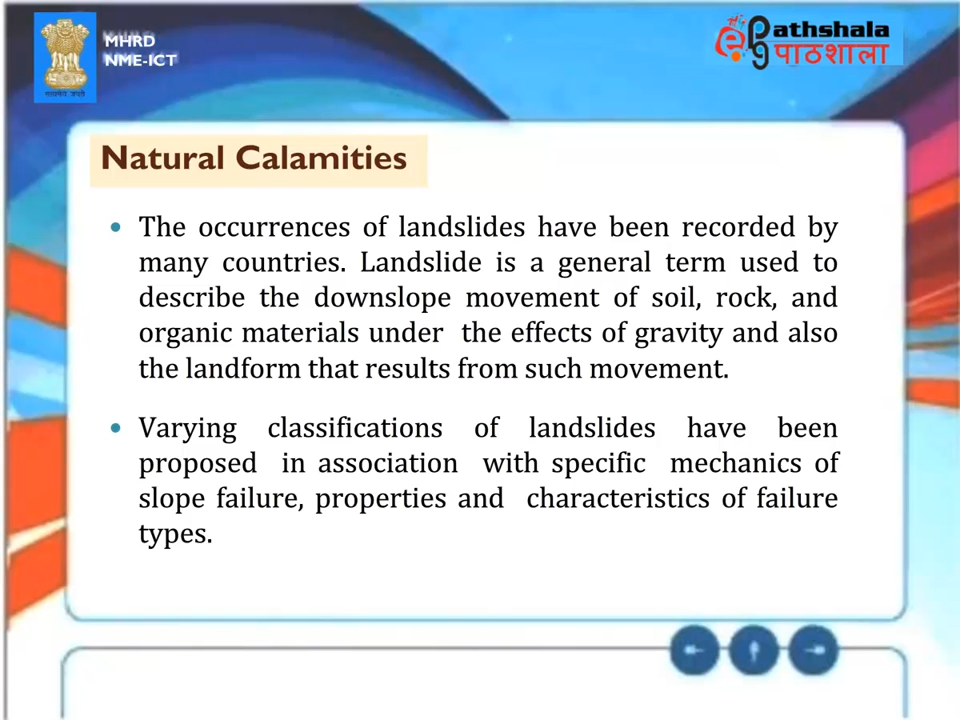 MHRD
NME-ICT
ePG Pathshala
पाठशाला
Natural Calamities
• The occurrences of landslides have been recorded by
many countries. Landslide is a general term used to
describe the downslope movement of soil, rock, and
organic materials under the effects of gravity and also
the landform that results from such movement.
• Varying classifications of landslides have been
proposed in association with specific mechanics of
slope failure, properties and characteristics of failure
types.